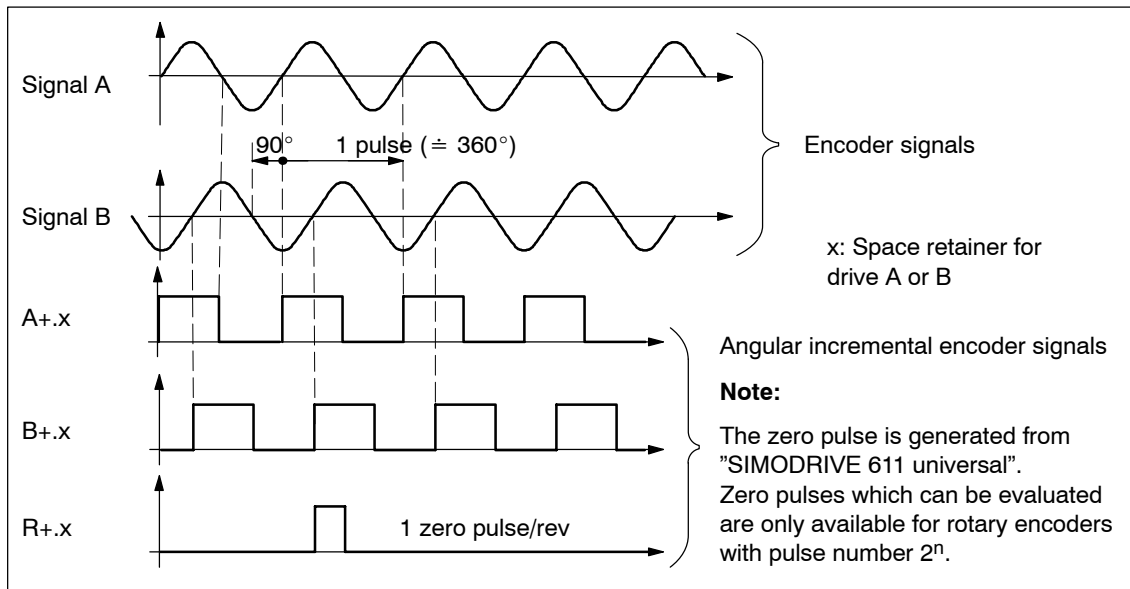 Signal A
90° 1 pulse (≐ 360°)
Encoder signals
Signal B
x: Space retainer for
drive A or B
A+.x
Angular incremental encoder signals
Note:
B+.x
The zero pulse is generated from
”SIMODRIVE 611 universal”.
Zero pulses which can be evaluated
are only available for rotary encoders
with pulse number 2ⁿ.
R+.x
1 zero pulse/rev